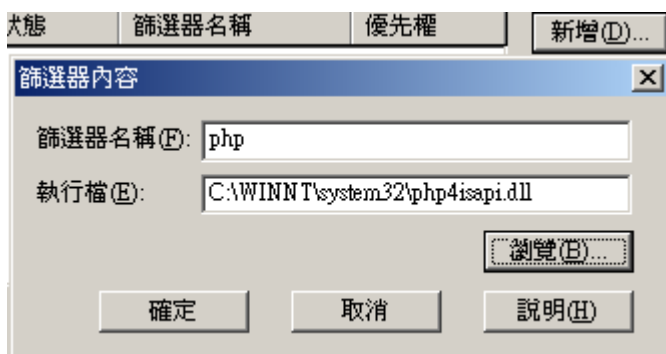 狀態 篩選器名稱 優先權 新增(D)...
篩選器內容
篩選器名稱(F): php
執行檔(E): C:\WINNT\system32\php4isapi.dll
瀏覽(B)...
確定 取消 說明(H)